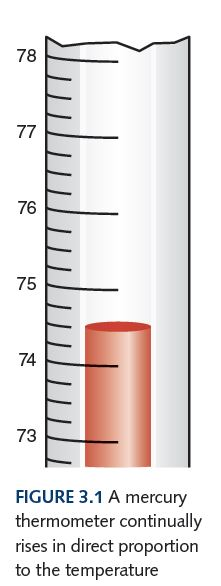 78
77
76
75
74
73
FIGURE 3.1 A mercury
thermometer continually
rises in direct proportion
to the temperature